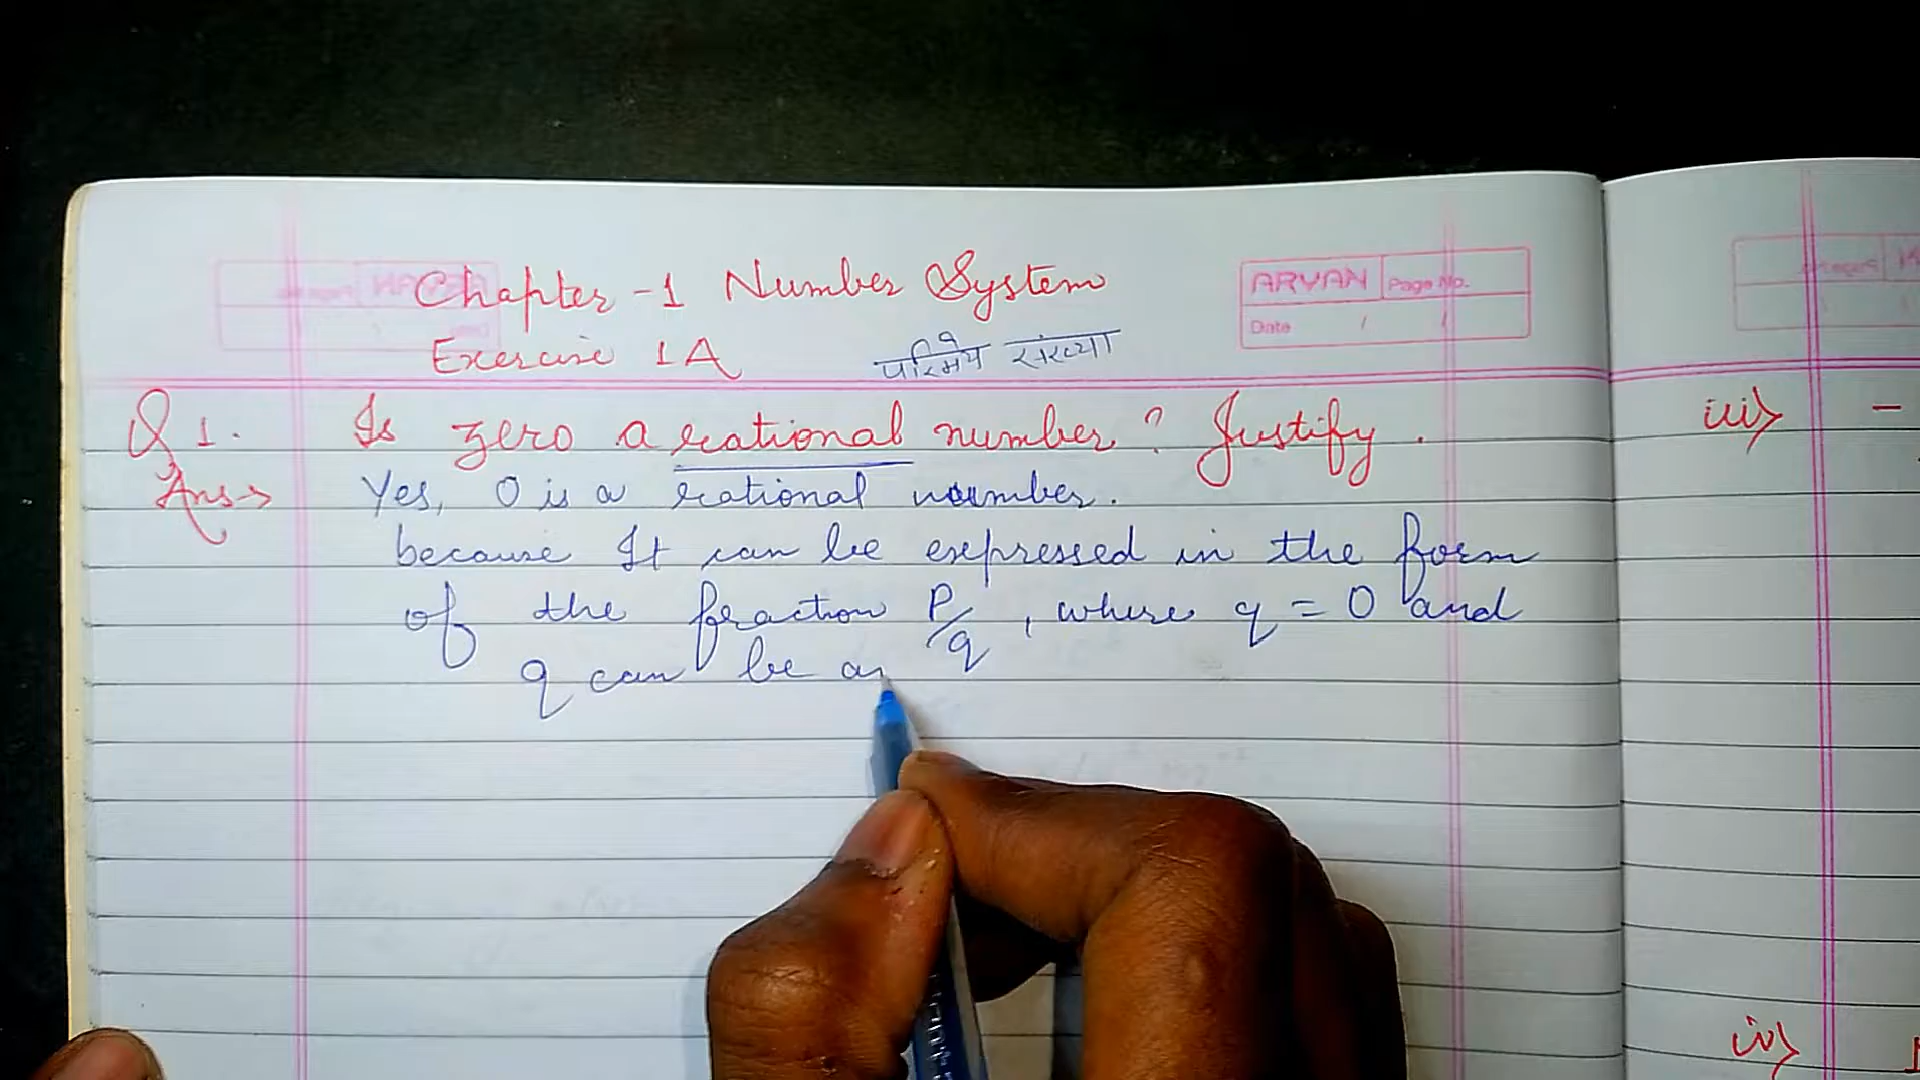 Chapter - 1 Number System
Exercise 1A
परिमेय संख्या
ARYAN Page No.
Date / /
Q 1. Is zero a rational number? Justify.
Ans→ Yes, 0 is a rational number.
because It can be expressed in the form
of the fraction P/q, where q = 0 and
q can be an
iii> -
iv>